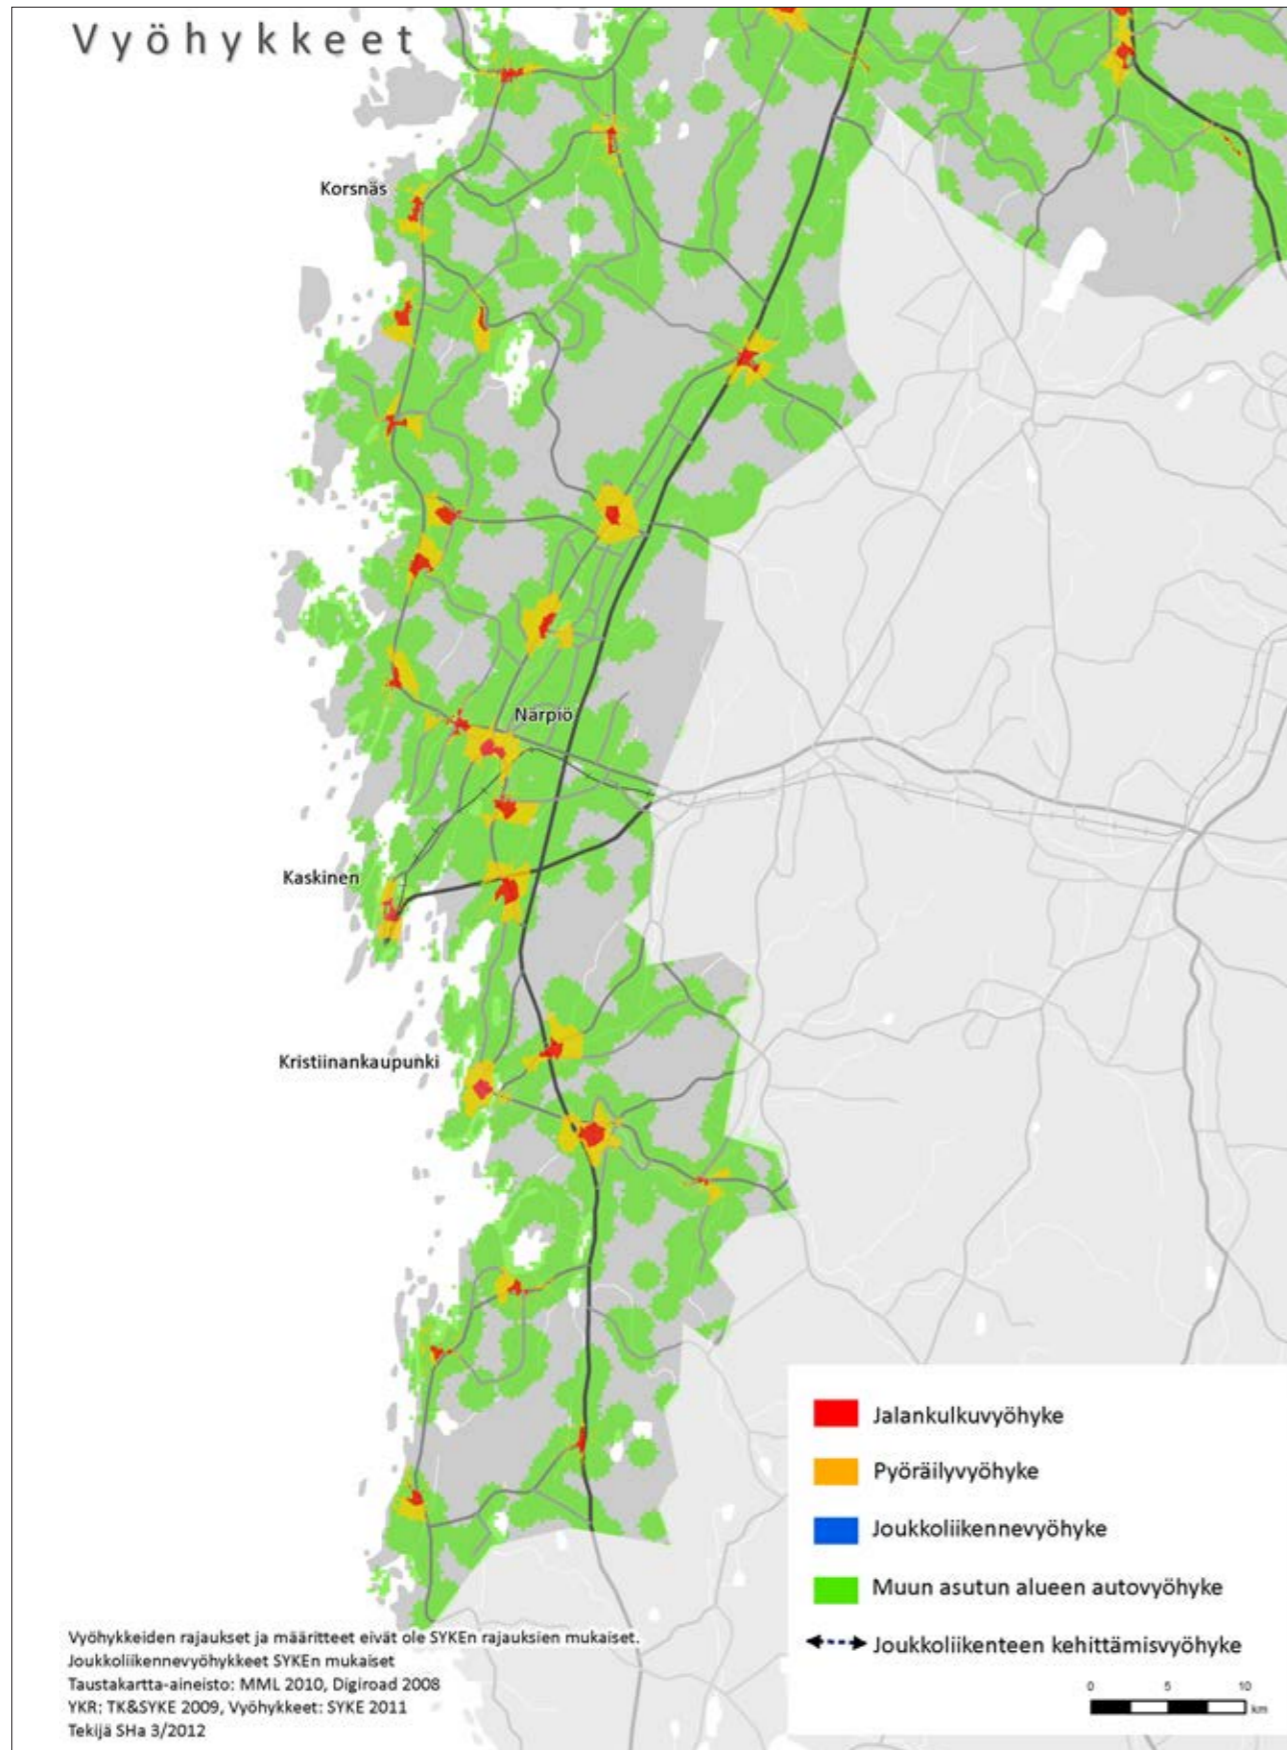 Vyöhykkeet
Korsnäs
Närpiö
Kaskinen
Kristiinankaupunki
Jalankulkuvyöhyke
Pyöräilyvyöhyke
Joukkoliikennevyöhyke
Muun asutun alueen autovyöhyke
Joukkoliikenteen kehittämisvyöhyke
0 5 10
km
Vyöhykkeiden rajaukset ja määritteet eivät ole SYKEn rajauksien mukaiset.
Joukkoliikennevyöhykkeet SYKEn mukaiset
Taustakartta-aineisto: MML 2010, Digiroad 2008
YKR: TK&SYKE 2009, Vyöhykkeet: SYKE 2011
Tekijä SHa 3/2012